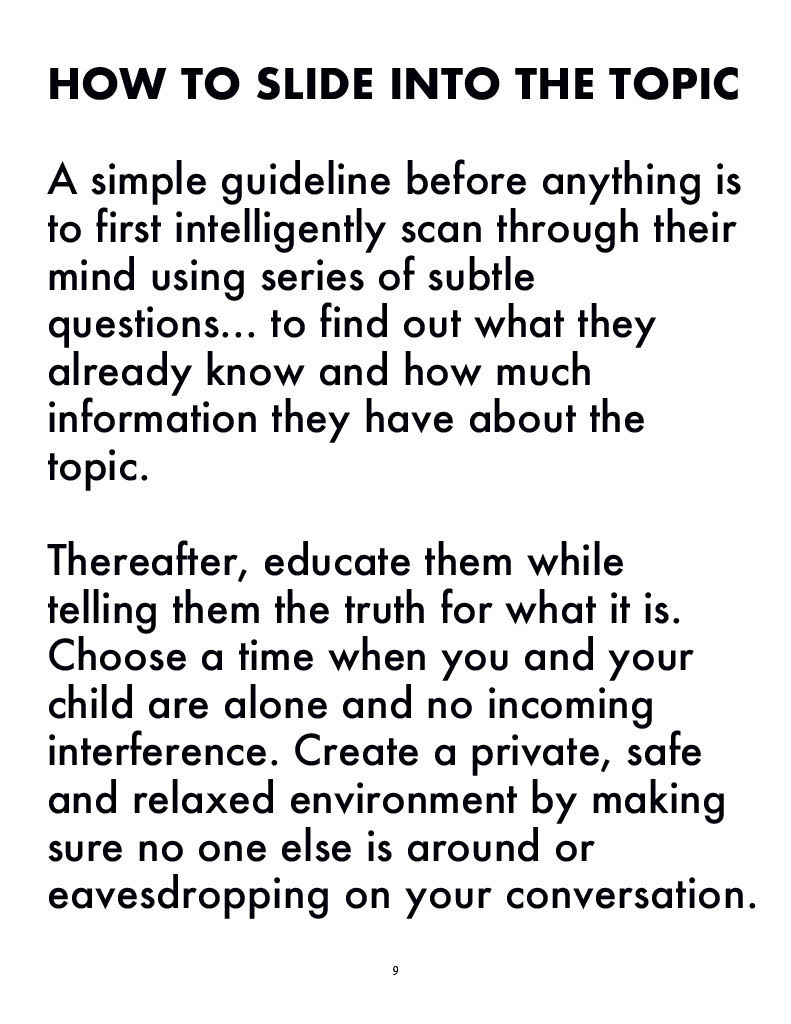 HOW TO SLIDE INTO THE TOPIC
A simple guideline before anything is
to first intelligently scan through their
mind using series of subtle
questions... to find out what they
already know and how much
information they have about the
topic.
Thereafter, educate them while
telling them the truth for what it is.
Choose a time when you and your
child are alone and no incoming
interference. Create a private, safe
and relaxed environment by making
sure no one else is around or
eavesdropping on your conversation.
9